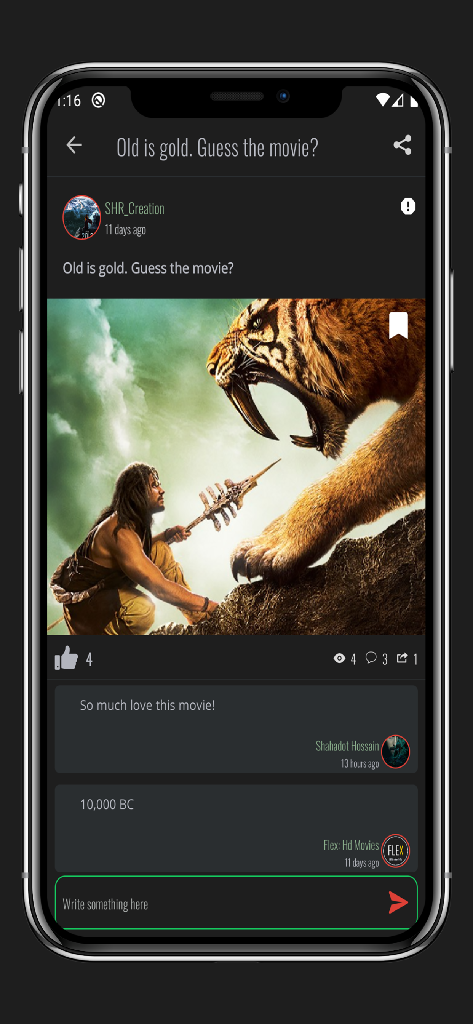 1:16
Old is gold. Guess the movie?
SHR_Creation
11 days ago
Old is gold. Guess the movie?
4
4 3 1
So much love this movie!
Shahadot Hossain
13 hours ago
10,000 BC
Flex: Hd Movies
FLEX
11 days ago
Write something here